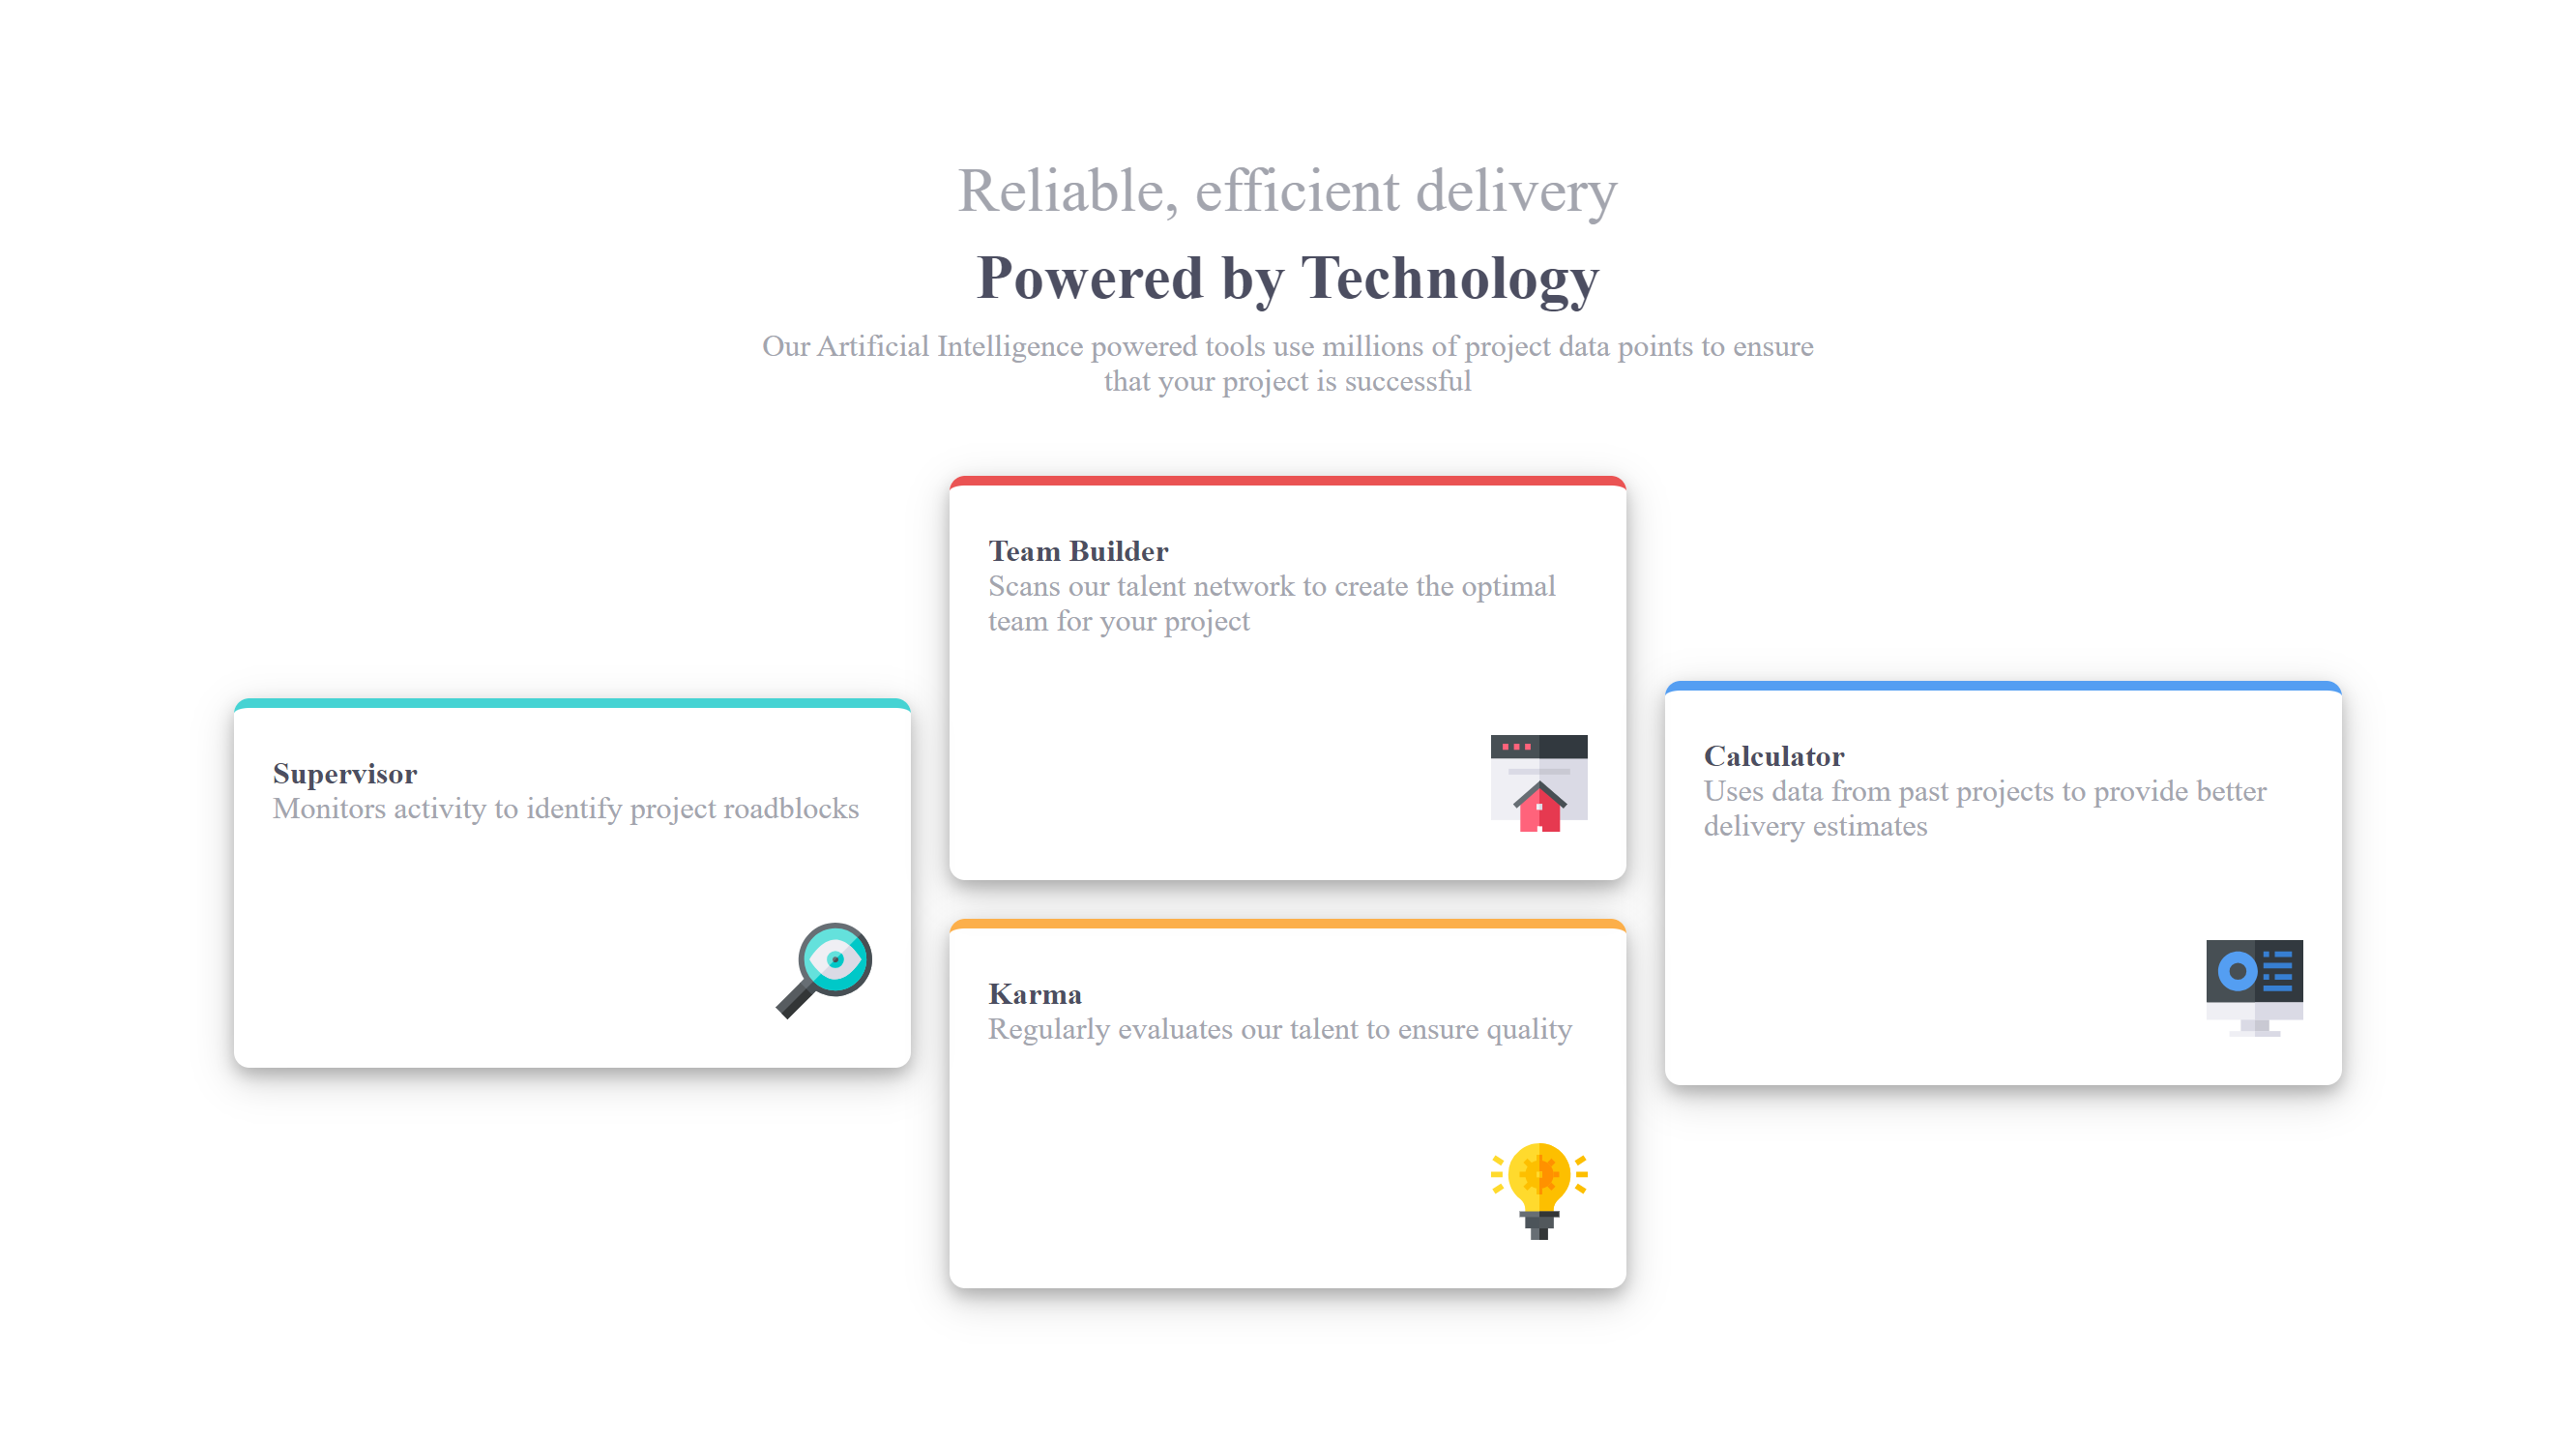 Reliable, efficient delivery
Powered by Technology
Our Artificial Intelligence powered tools use millions of project data points to ensure
that your project is successful
Team Builder
Scans our talent network to create the optimal
team for your project
Supervisor
Monitors activity to identify project roadblocks
Calculator
Uses data from past projects to provide better
delivery estimates
Karma
Regularly evaluates our talent to ensure quality